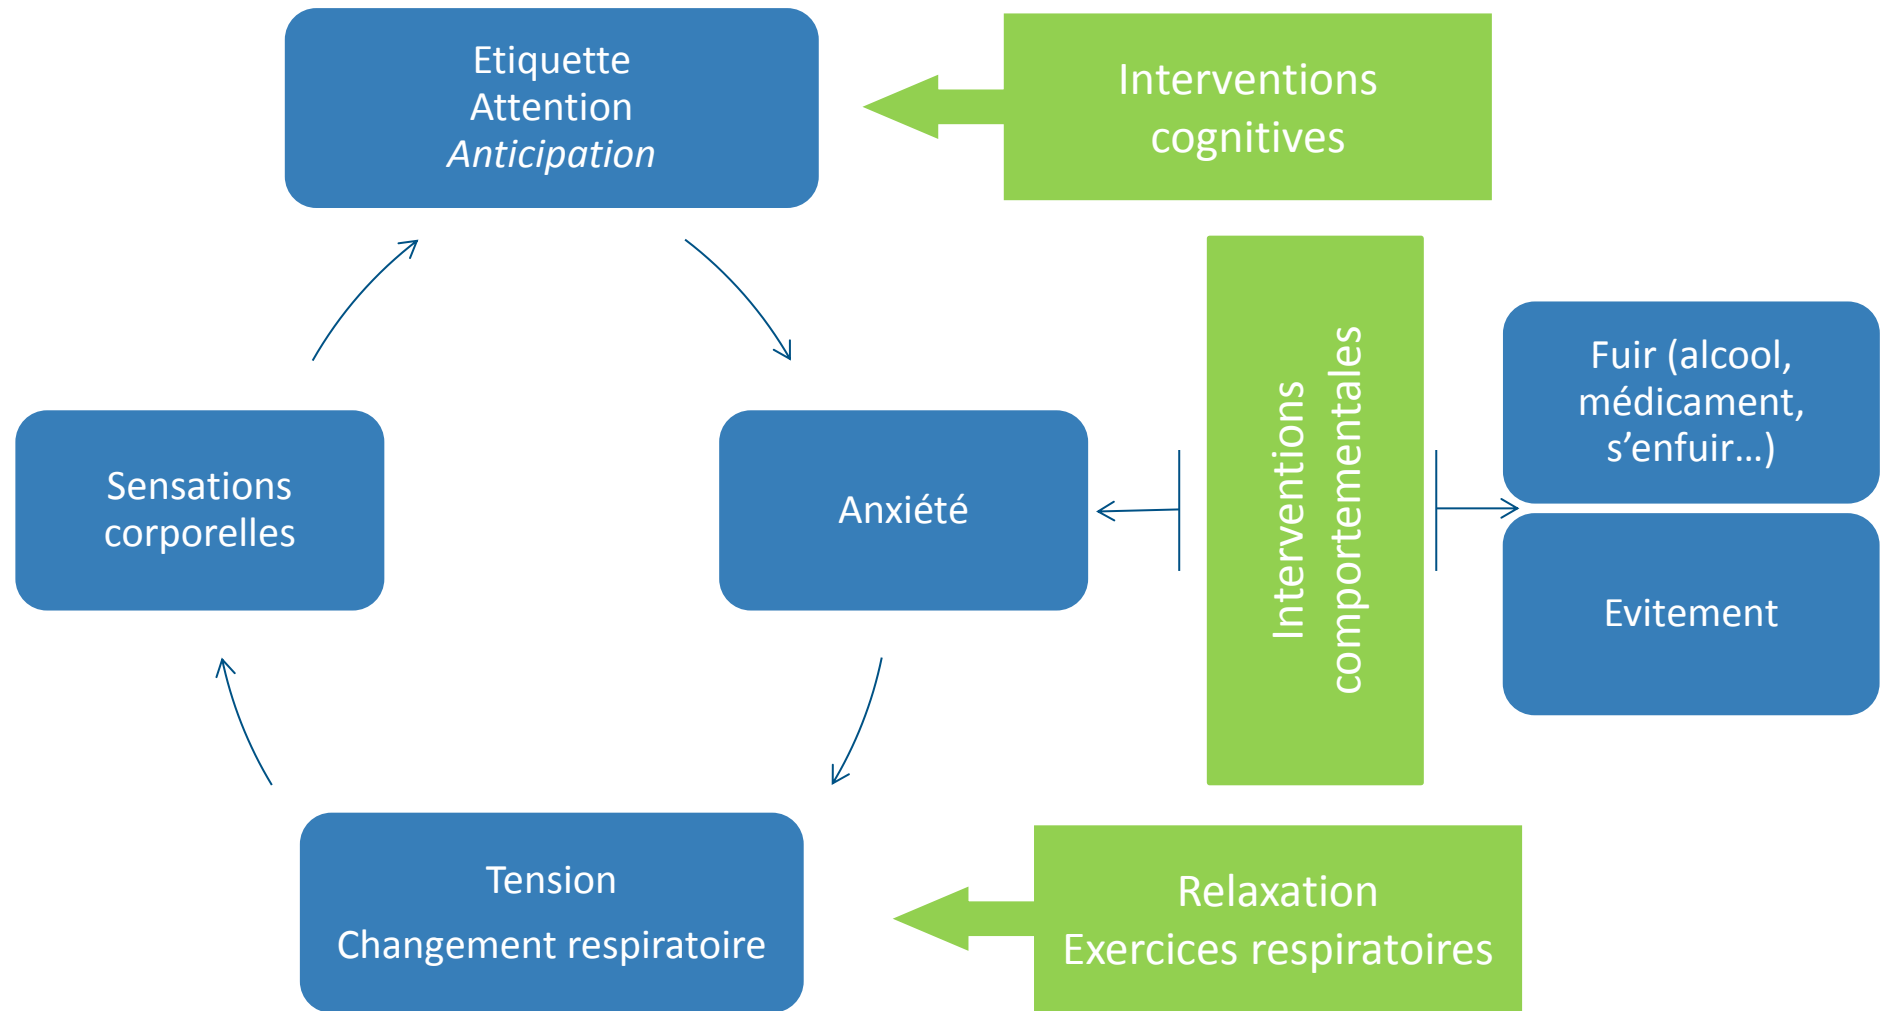 Etiquette
Attention
Anticipation
Interventions
cognitives
Sensations
corporelles
Anxiété
Interventions
comportementales
Fuir (alcool,
médicament,
s’enfuir…)
Evitement
Tension
Changement respiratoire
Relaxation
Exercices respiratoires